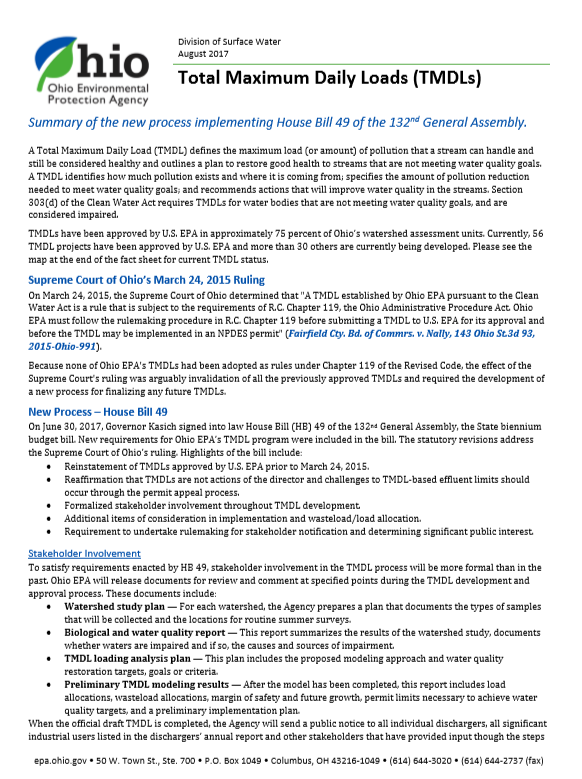 Ohio
Ohio Environmental
Protection Agency
Division of Surface Water
August 2017
Total Maximum Daily Loads (TMDLs)
Summary of the new process implementing House Bill 49 of the 132nd General Assembly.
A Total Maximum Daily Load (TMDL) defines the maximum load (or amount) of pollution that a stream can handle and
still be considered healthy and outlines a plan to restore good health to streams that are not meeting water quality goals.
A TMDL identifies how much pollution exists and where it is coming from; specifies the amount of pollution reduction
needed to meet water quality goals; and recommends actions that will improve water quality in the streams. Section
303(d) of the Clean Water Act requires TMDLs for water bodies that are not meeting water quality goals, and are
considered impaired.
TMDLs have been approved by U.S. EPA in approximately 75 percent of Ohio's watershed assessment units. Currently, 56
TMDL projects have been approved by U.S. EPA and more than 30 others are currently being developed. Please see the
map at the end of the fact sheet for current TMDL status.
Supreme Court of Ohio's March 24, 2015 Ruling
On March 24, 2015, the Supreme Court of Ohio determined that "A TMDL established by Ohio EPA pursuant to the Clean
Water Act is a rule that is subject to the requirements of R.C. Chapter 119, the Ohio Administrative Procedure Act. Ohio
EPA must follow the rulemaking procedure in R.C. Chapter 119 before submitting a TMDL to U.S. EPA for its approval and
before the TMDL may be implemented in an NPDES permit" (Fairfield Cty. Bd. of Commrs. v. Nally, 143 Ohio St.3d 93,
2015-Ohio-991).
Because none of Ohio EPA's TMDLs had been adopted as rules under Chapter 119 of the Revised Code, the effect of the
Supreme Court's ruling was arguably invalidation of all the previously approved TMDLs and required the development of
a new process for finalizing any future TMDLs.
New Process – House Bill 49
On June 30, 2017, Governor Kasich signed into law House Bill (HB) 49 of the 132nd General Assembly, the State biennium
budget bill. New requirements for Ohio EPA's TMDL program were included in the bill. The statutory revisions address
the Supreme Court of Ohio's ruling. Highlights of the bill include:
• Reinstatement of TMDLs approved by U.S. EPA prior to March 24, 2015.
• Reaffirmation that TMDLs are not actions of the director and challenges to TMDL-based effluent limits should
occur through the permit appeal process.
• Formalized stakeholder involvement throughout TMDL development.
• Additional items of consideration in implementation and wasteload/load allocation.
• Requirement to undertake rulemaking for stakeholder notification and determining significant public interest.
Stakeholder Involvement
To satisfy requirements enacted by HB 49, stakeholder involvement in the TMDL process will be more formal than in the
past. Ohio EPA will release documents for review and comment at specified points during the TMDL development and
approval process. These documents include:
• Watershed study plan — For each watershed, the Agency prepares a plan that documents the types of samples
that will be collected and the locations for routine summer surveys.
• Biological and water quality report — This report summarizes the results of the watershed study, documents
whether waters are impaired and if so, the causes and sources of impairment.
• TMDL loading analysis plan — This plan includes the proposed modeling approach and water quality
restoration targets, goals or criteria.
• Preliminary TMDL modeling results — After the model has been completed, this report includes load
allocations, wasteload allocations, margin of safety and future growth, permit limits necessary to achieve water
quality targets, and a preliminary implementation plan.
When the official draft TMDL is completed, the Agency will send a public notice to all individual dischargers, all significant
industrial users listed in the dischargers' annual report and other stakeholders that have provided input though the steps
epa.ohio.gov • 50 W. Town St., Ste. 700 • P.O. Box 1049 • Columbus, OH 43216-1049 • (614) 644-3020 • (614) 644-2737 (fax)